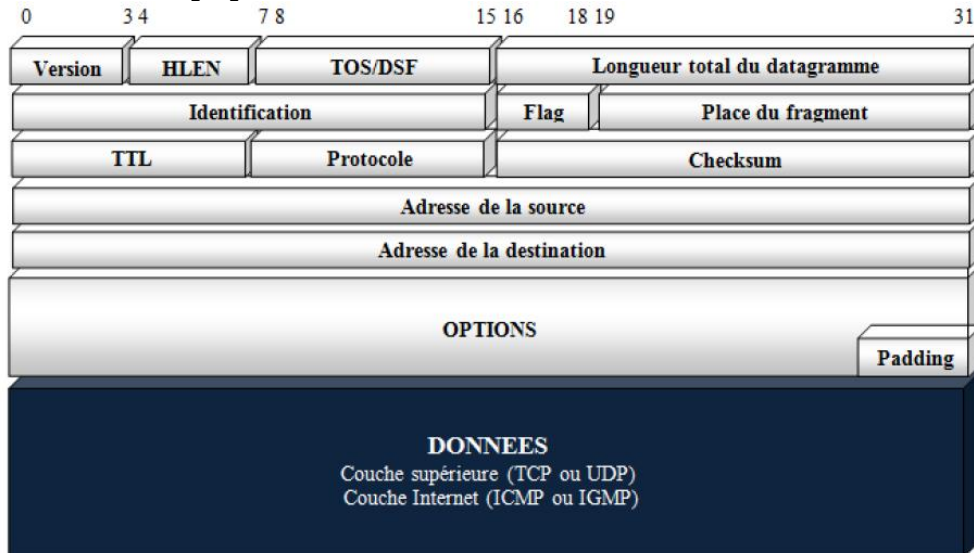 0 3 4 7 8 15 16 18 19 31
Version HLEN TOS/DSF Longueur total du datagramme
Identification Flag Place du fragment
TTL Protocole Checksum
Adresse de la source
Adresse de la destination
OPTIONS
Padding
DONNEES
Couche supérieure (TCP ou UDP)
Couche Internet (ICMP ou IGMP)